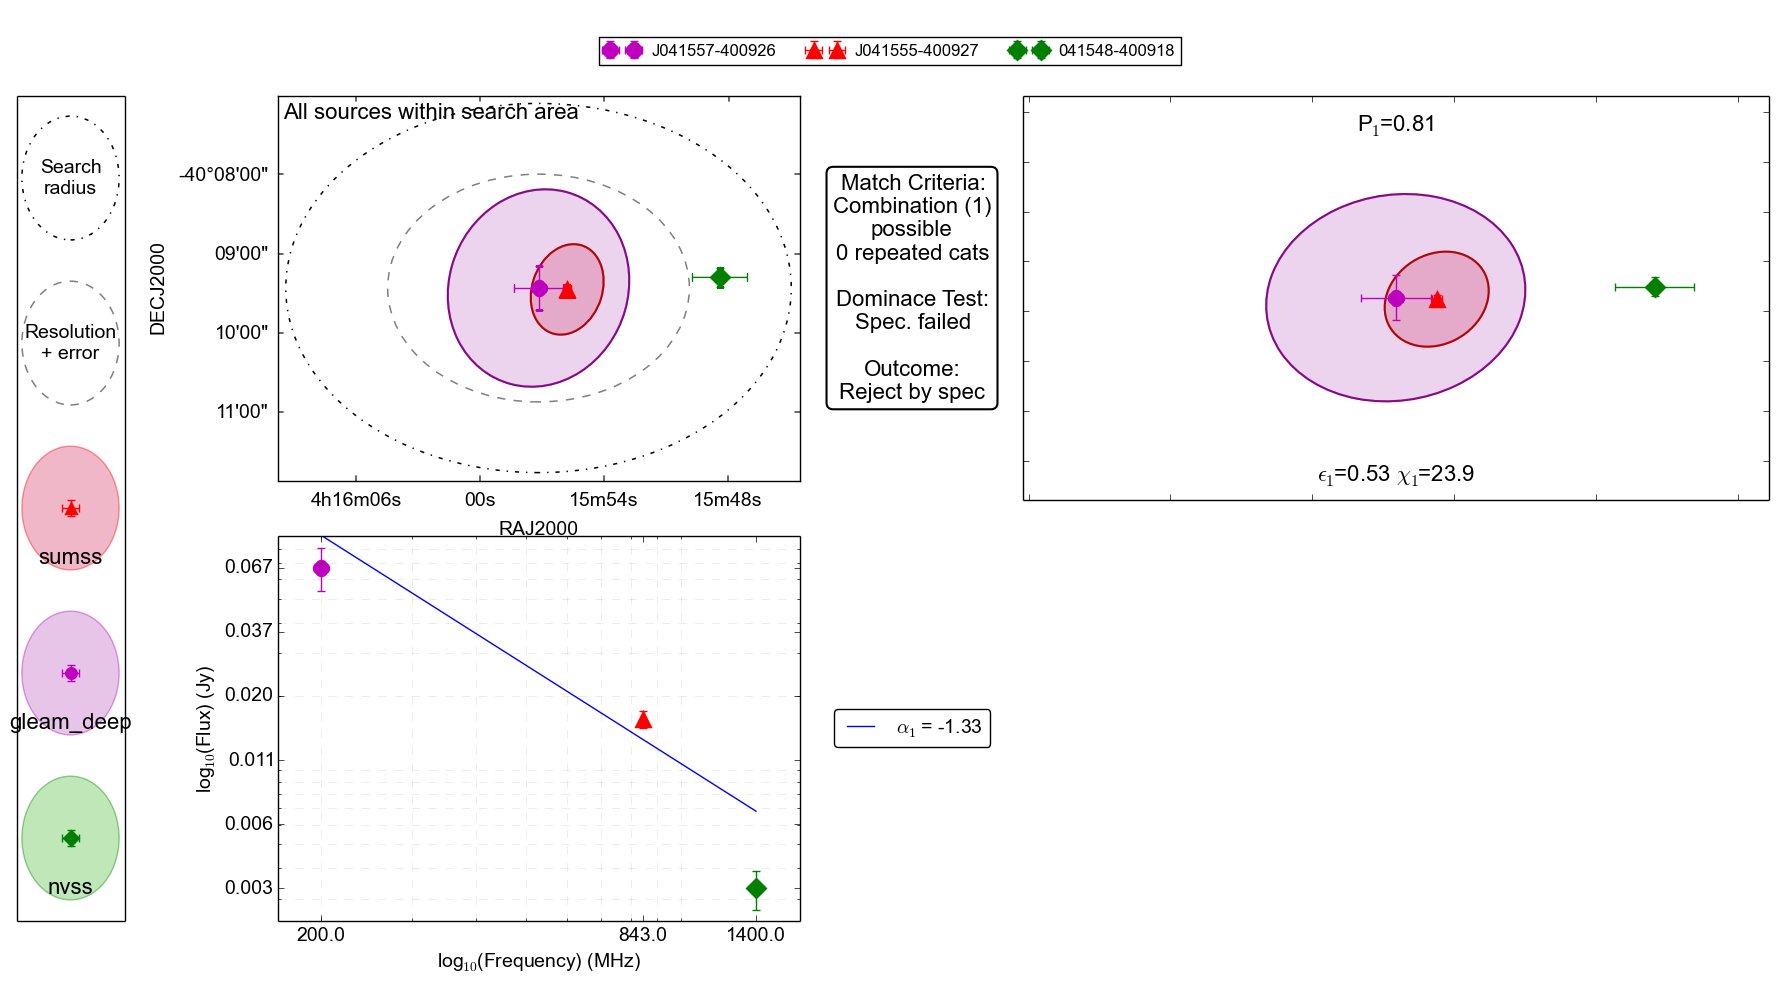 J041557-400926
J041555-400927
041548-400918
Search
radius
Resolution
+ error
sumss
gleam_deep
nvss
All sources within search area
DECJ2000
-40°08'00"
09'00"
10'00"
11'00"
4h16m06s
00s
15m54s
15m48s
RAJ2000
Match Criteria:
Combination (1)
possible
0 repeated cats
Dominace Test:
Spec. failed
Outcome:
Reject by spec
P1=0.81
ϵ1=0.53 χ1=23.9
log10(Flux) (Jy)
0.067
0.037
0.020
0.011
0.006
0.003
200.0
843.0
1400.0
log10(Frequency) (MHz)
α1 = -1.33